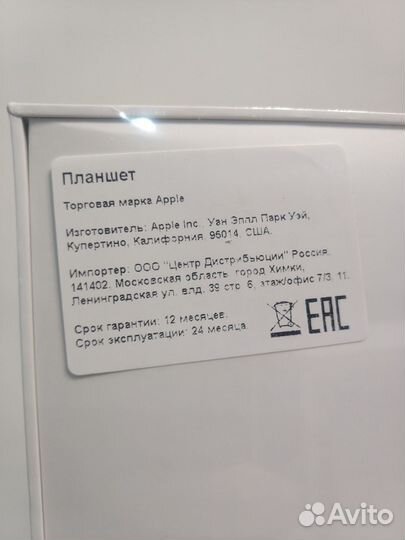 Планшет
Торговая марка Apple
Изготовитель: Apple Inc., Уан Эппл Парк Уэй,
Купертино, Калифорния, 95014, США.
Импортер: ООО "Центр Дистрибьюции" Россия,
141402, Московская область, город Химки,
Ленинградская ул, влд. 39 стр. 6, этаж/офис 7/3, 11.
Срок гарантии: 12 месяцев.
Срок эксплуатации: 24 месяца.
EAC
Avito